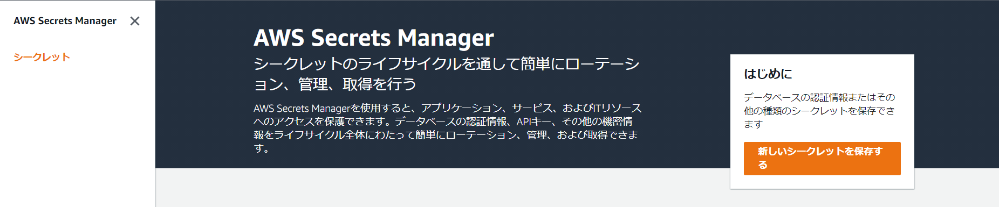 AWS Secrets Manager
シークレット
AWS Secrets Manager
シークレットのライフサイクルを通して簡単にローテーシ
ョン、管理、取得を行う
AWS Secrets Managerを使用すると、アプリケーション、サービス、およびITリソース
へのアクセスを保護できます。データベースの認証情報、APIキー、その他の機密情
報をライフサイクル全体にわたって簡単にローテーション、管理、および取得できま
す。
はじめに
データベースの認証情報またはその
他の種類のシークレットを保存でき
ます
新しいシークレットを保存す
る